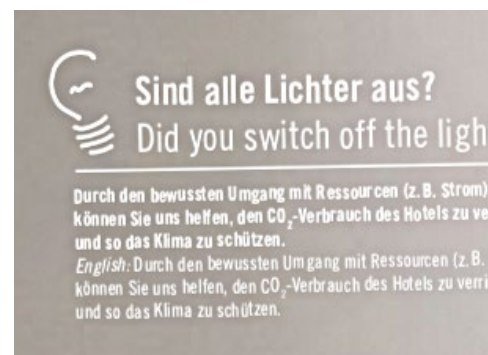 Sind alle Lichter aus?
Did you switch off the ligh
Durch den bewussten Umgang mit Ressourcen (z. B. Strom)
können Sie uns helfen, den CO₂-Verbrauch des Hotels zu ve
und so das Klima zu schützen.
English: Durch den bewussten Umgang mit Ressourcen (z. B.
können Sie uns helfen, den CO₂-Verbrauch des Hotels zu verri
und so das Klima zu schützen.